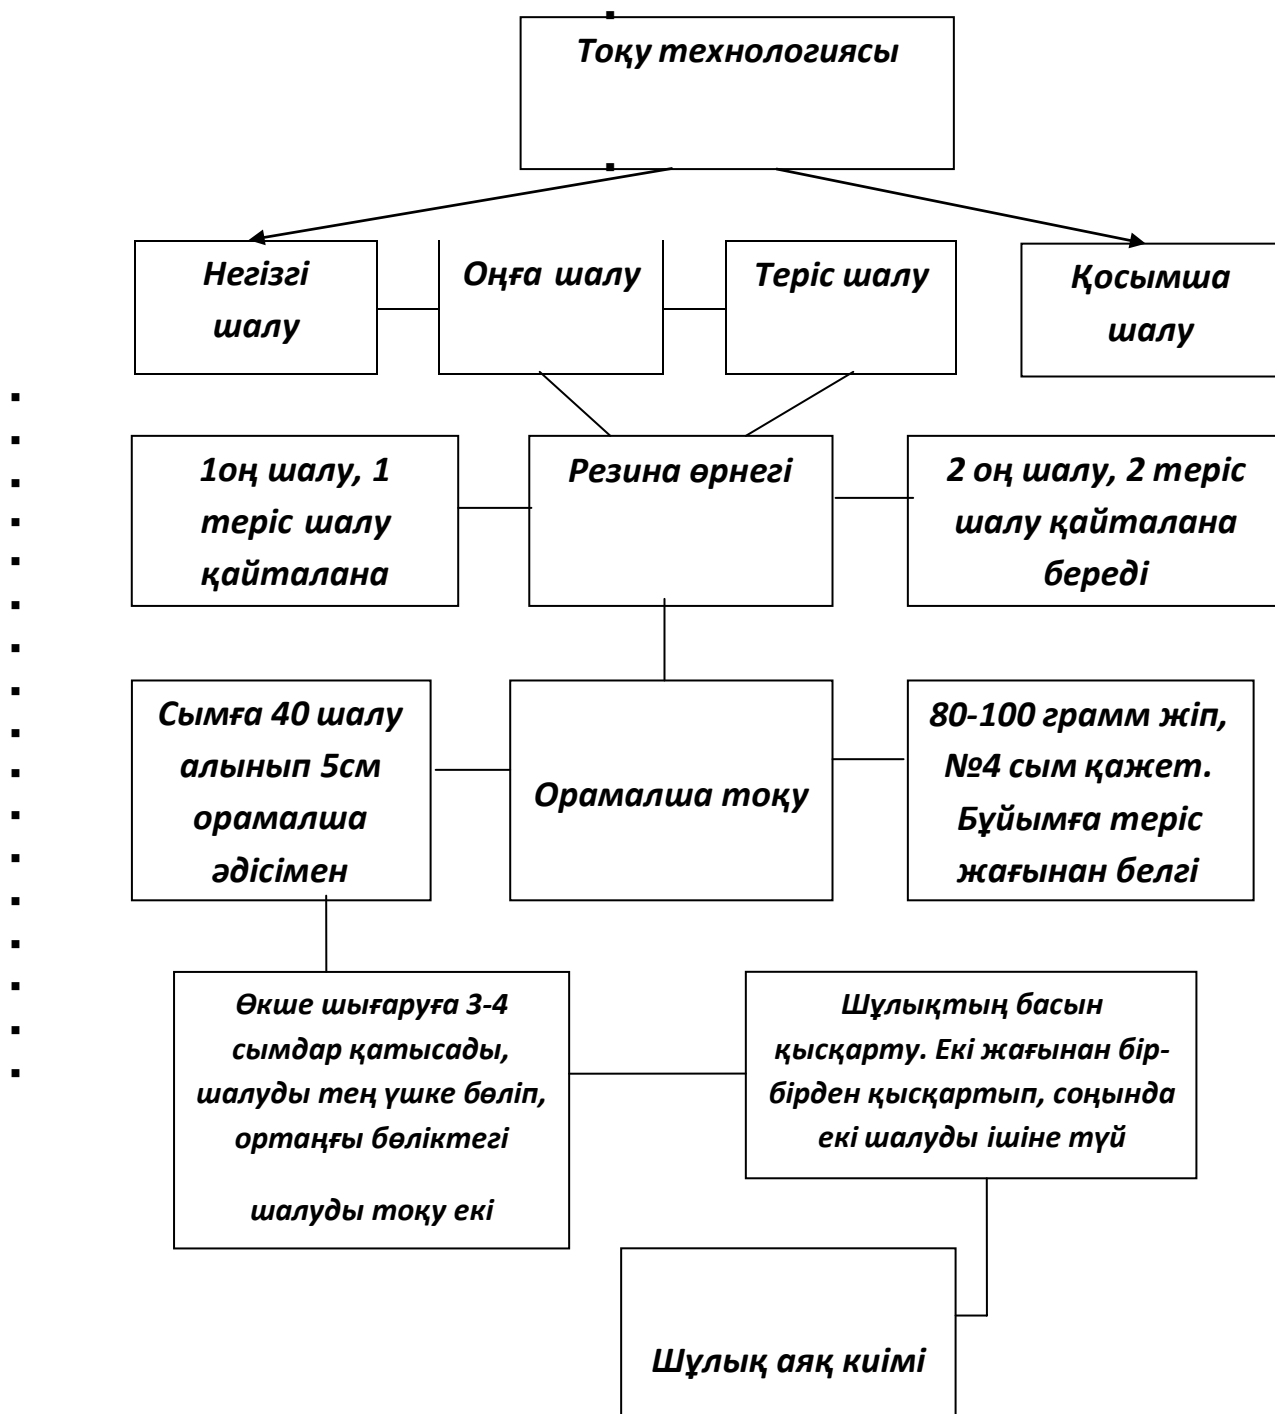 Тоқу технологиясы
Негізгі
шалу
Оңға шалу
Теріс шалу
Қосымша
шалу
1оң шалу, 1
теріс шалу
қайталана
Резина өрнегі
2 оң шалу, 2 теріс
шалу қайталана
береді
Сымға 40 шалу
алынып 5см
орамалша
әдісімен
Орамалша тоқу
80-100 грамм жіп,
№4 сым қажет.
Бұйымға теріс
жағынан белгі
Өкше шығаруға 3-4
сымдар қатысады,
шалуды тең үшке бөліп,
ортаңғы бөліктегі
шалуды тоқу екі
Шұлықтың басын
қысқарту. Екі жағынан бір-
бірден қысқартып, соңында
екі шалуды ішіне түй
Шұлық аяқ киімі